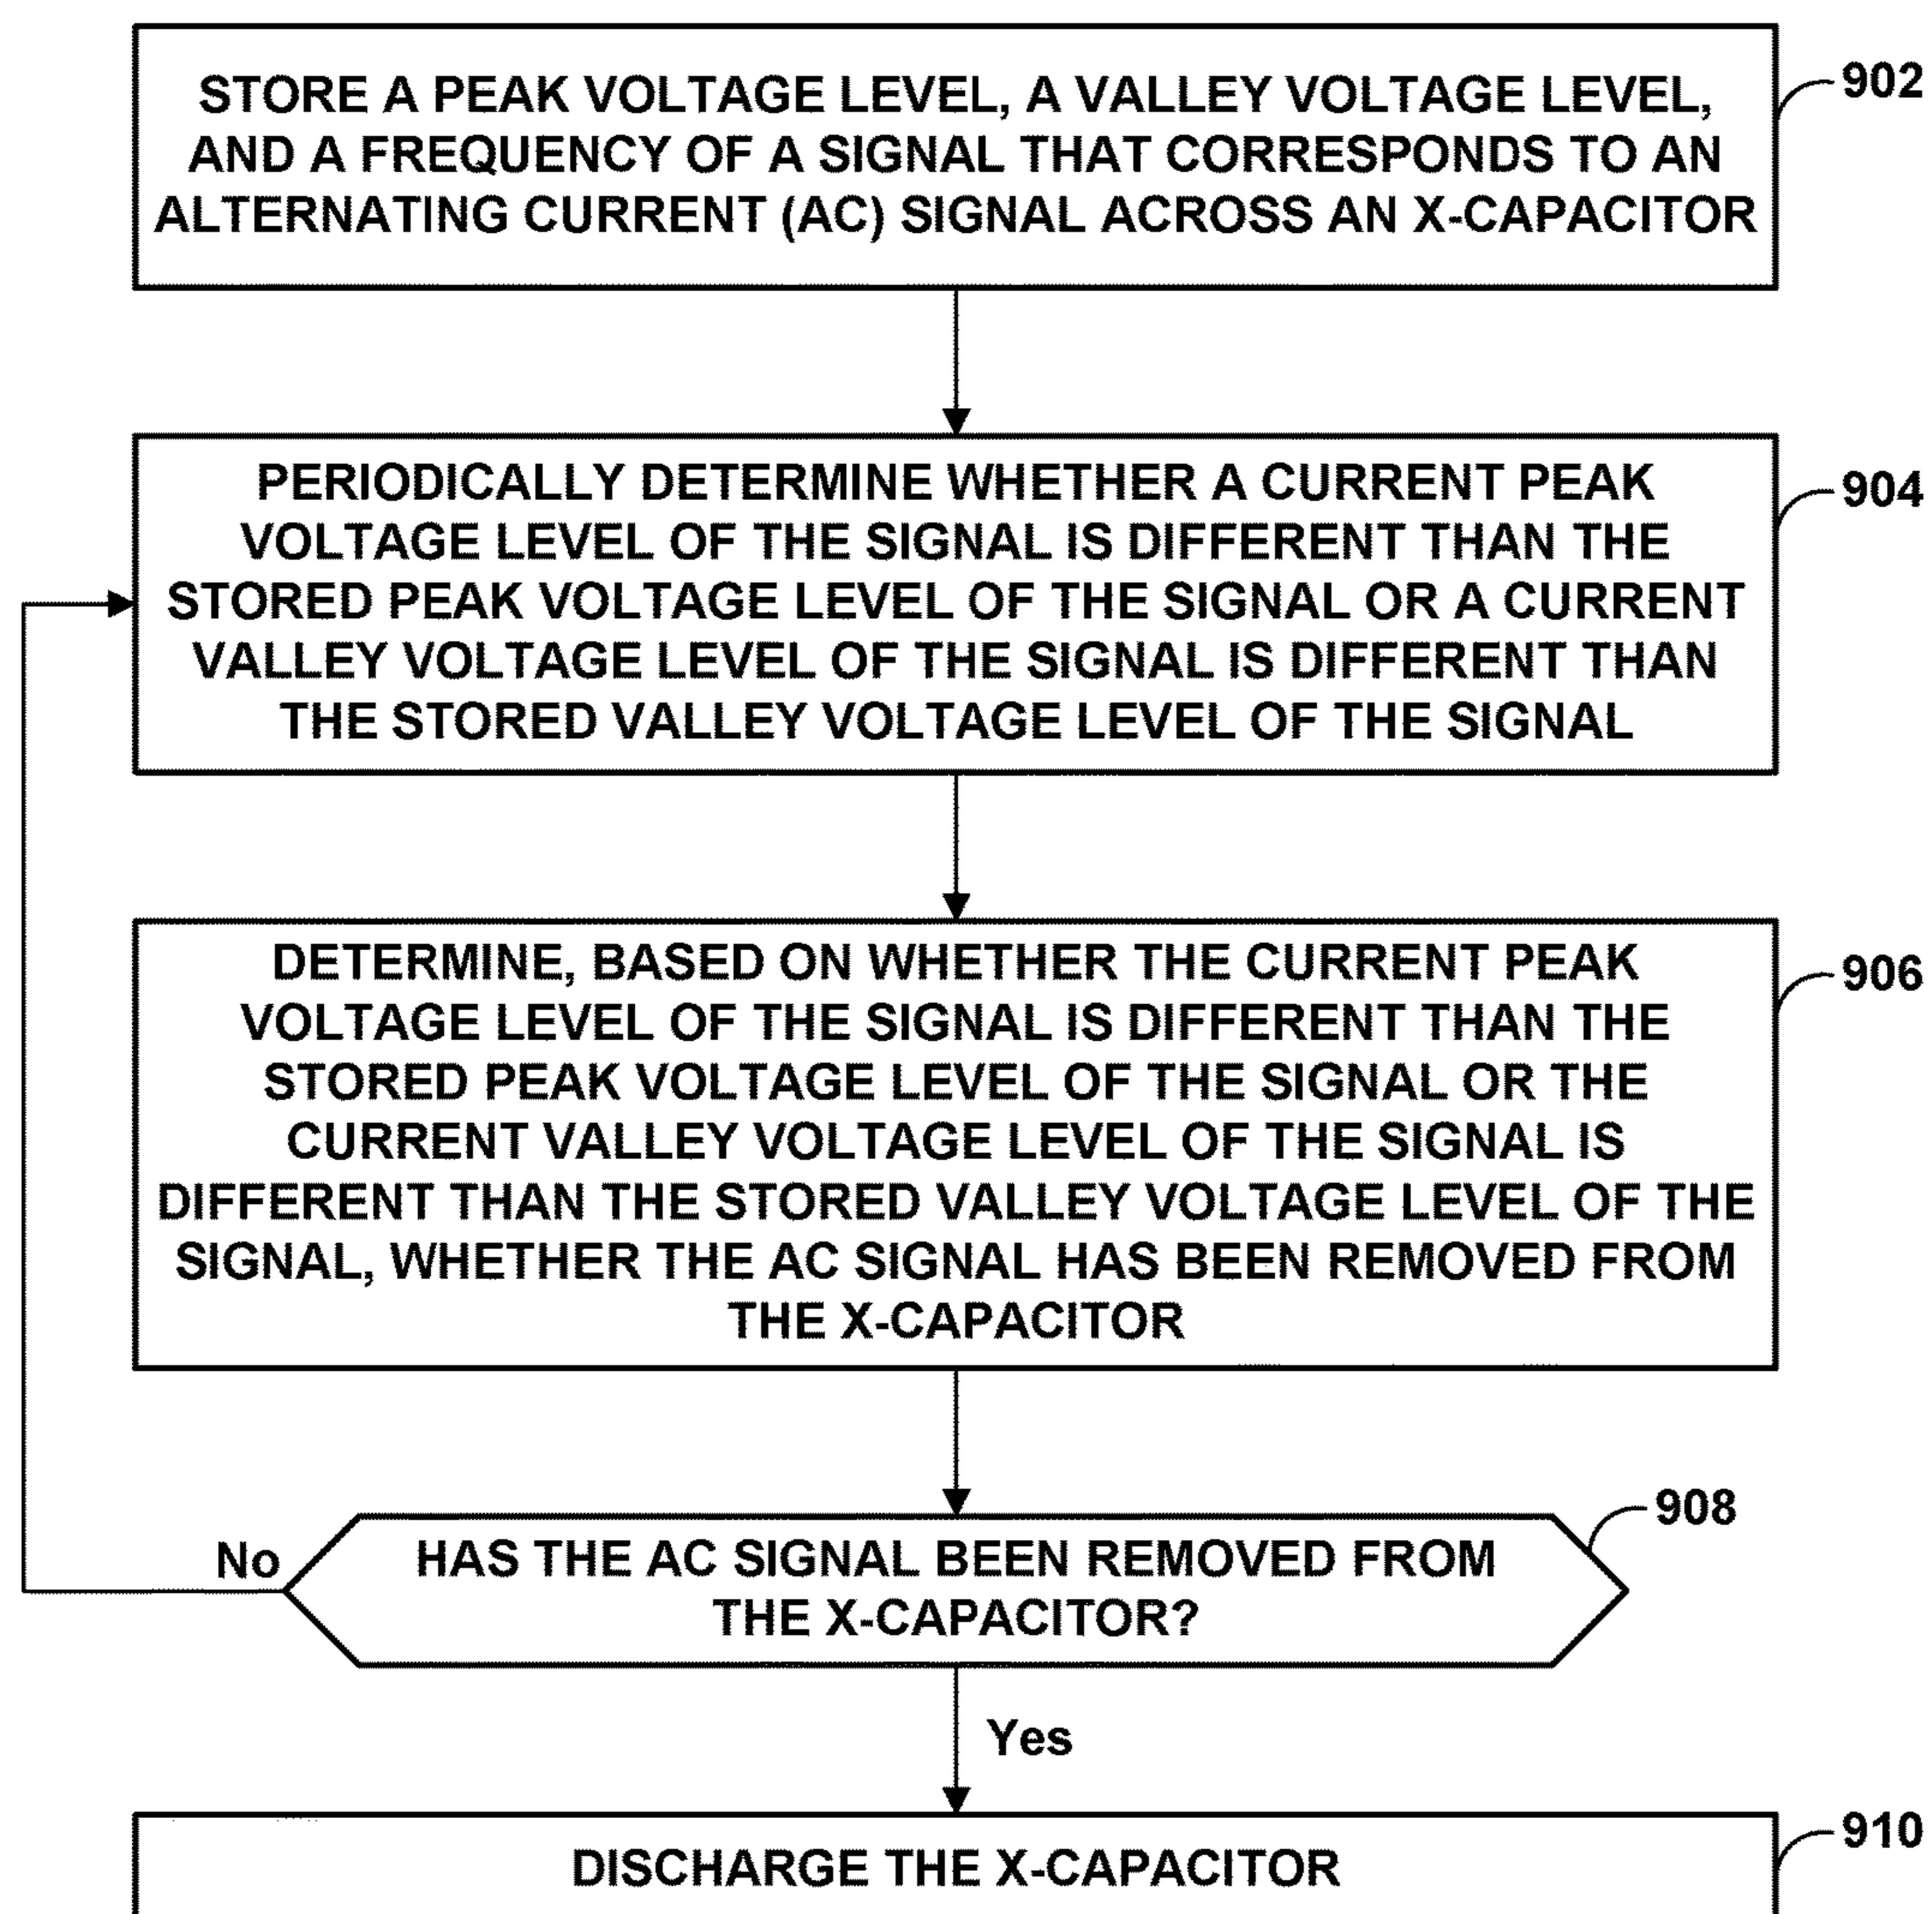 STORE A PEAK VOLTAGE LEVEL, A VALLEY VOLTAGE LEVEL,
AND A FREQUENCY OF A SIGNAL THAT CORRESPONDS TO AN
ALTERNATING CURRENT (AC) SIGNAL ACROSS AN X-CAPACITOR
902
PERIODICALLY DETERMINE WHETHER A CURRENT PEAK
VOLTAGE LEVEL OF THE SIGNAL IS DIFFERENT THAN THE
STORED PEAK VOLTAGE LEVEL OF THE SIGNAL OR A CURRENT
VALLEY VOLTAGE LEVEL OF THE SIGNAL IS DIFFERENT THAN
THE STORED VALLEY VOLTAGE LEVEL OF THE SIGNAL
904
DETERMINE, BASED ON WHETHER THE CURRENT PEAK
VOLTAGE LEVEL OF THE SIGNAL IS DIFFERENT THAN THE
STORED PEAK VOLTAGE LEVEL OF THE SIGNAL OR THE
CURRENT VALLEY VOLTAGE LEVEL OF THE SIGNAL IS
DIFFERENT THAN THE STORED VALLEY VOLTAGE LEVEL OF THE
SIGNAL, WHETHER THE AC SIGNAL HAS BEEN REMOVED FROM
THE X-CAPACITOR
906
No
HAS THE AC SIGNAL BEEN REMOVED FROM
THE X-CAPACITOR?
908
Yes
DISCHARGE THE X-CAPACITOR
910